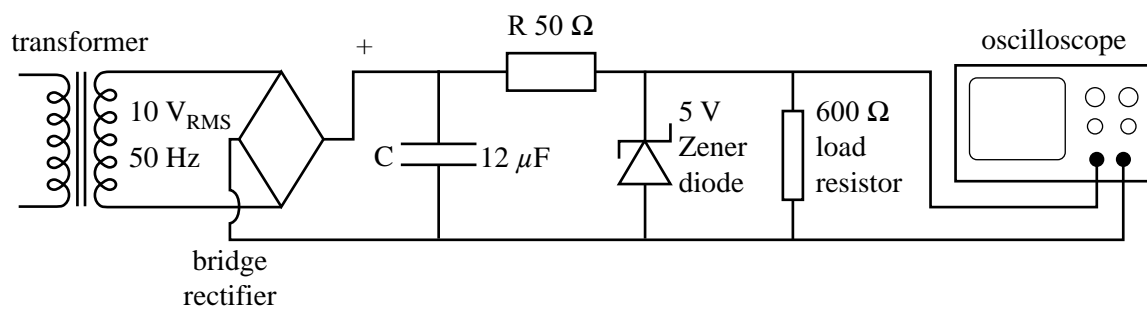 transformer
+
R 50 Ω
oscilloscope
10 V_RMS
50 Hz
C
12 µF
5 V
Zener
diode
600 Ω
load
resistor
bridge
rectifier